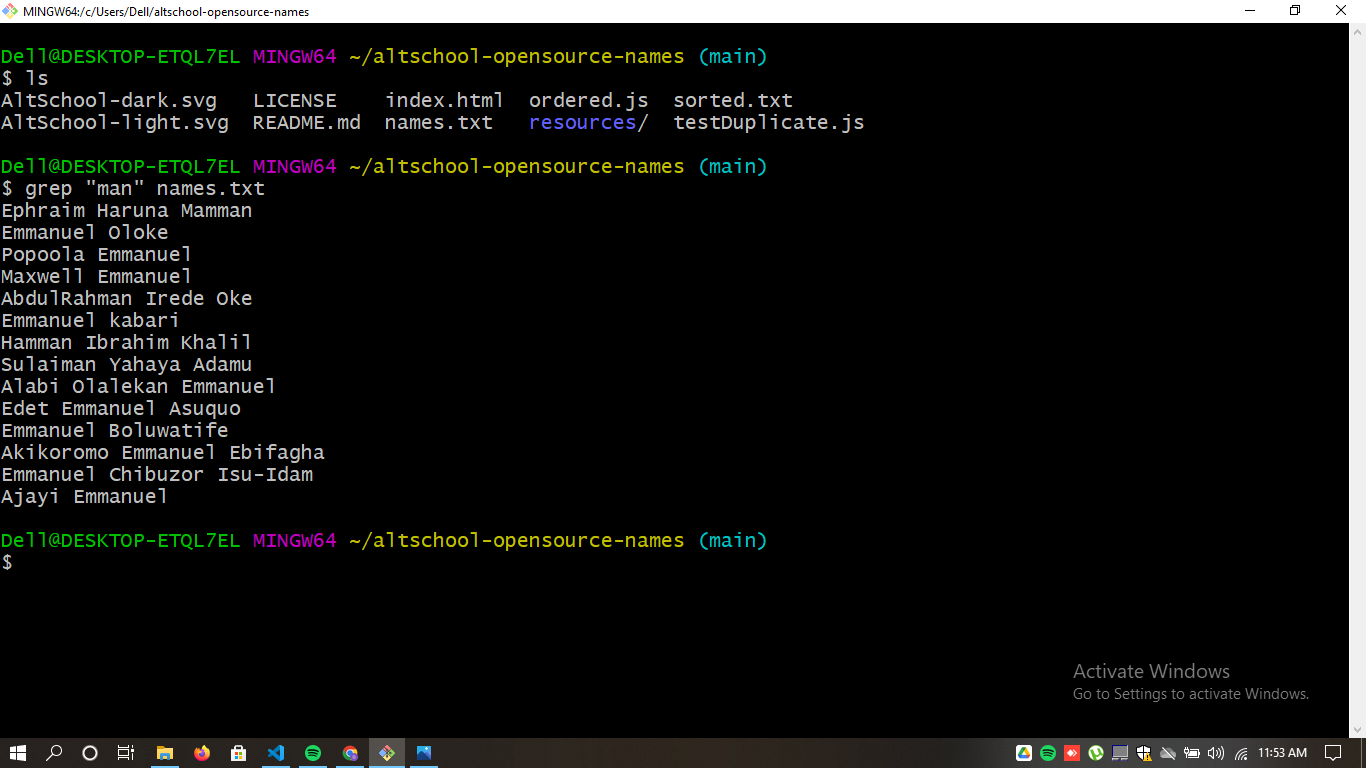 MINGW64:/c/Users/Dell/altschool-opensource-names
Dell@DESKTOP-ETQL7EL MINGW64 ~/altschool-opensource-names (main)
$ ls
AltSchool-dark.svg LICENSE index.html ordered.js sorted.txt
AltSchool-light.svg README.md names.txt resources/ testDuplicate.js
Dell@DESKTOP-ETQL7EL MINGW64 ~/altschool-opensource-names (main)
$ grep "man" names.txt
Ephraim Haruna Mamman
Emmanuel Oloke
Popoola Emmanuel
Maxwell Emmanuel
AbdulRahman Irede Oke
Emmanuel kabari
Hamman Ibrahim Khalil
Sulaiman Yahaya Adamu
Alabi Olalekan Emmanuel
Edet Emmanuel Asuquo
Emmanuel Boluwatife
Akikoromo Emmanuel Ebifagha
Emmanuel Chibuzor Isu-Idam
Ajayi Emmanuel
Dell@DESKTOP-ETQL7EL MINGW64 ~/altschool-opensource-names (main)
$
Activate Windows
Go to Settings to activate Windows.
11:53 AM